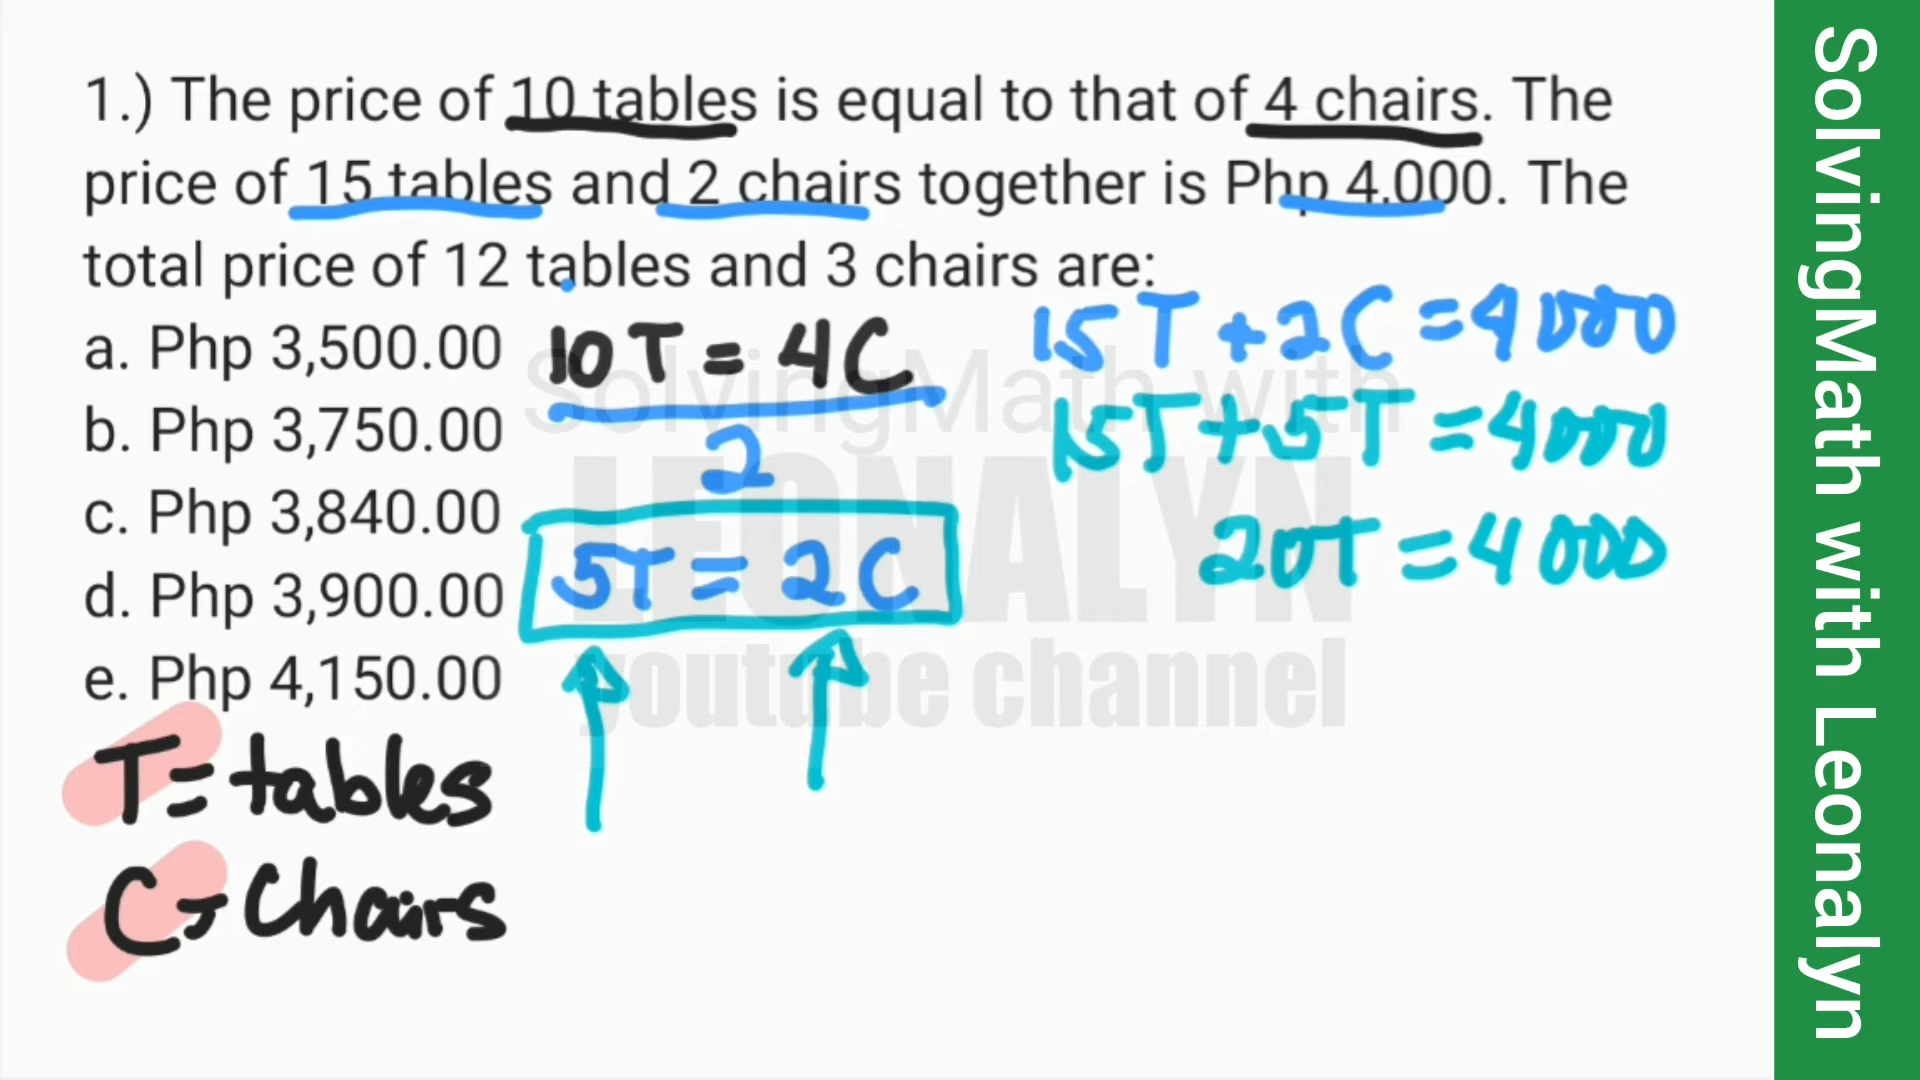 1.) The price of 10 tables is equal to that of 4 chairs. The
price of 15 tables and 2 chairs together is Php 4,000. The
total price of 12 tables and 3 chairs are:
a. Php 3,500.00
b. Php 3,750.00
c. Php 3,840.00
d. Php 3,900.00
e. Php 4,150.00
T = tables
C = Chairs
10T = 4C
2
5T = 2C
15T + 2C = 4000
15T + 5T = 4000
20T = 4000
SolvingMath with
LEONALYN
youtube channel
SolvingMath with Leonalyn